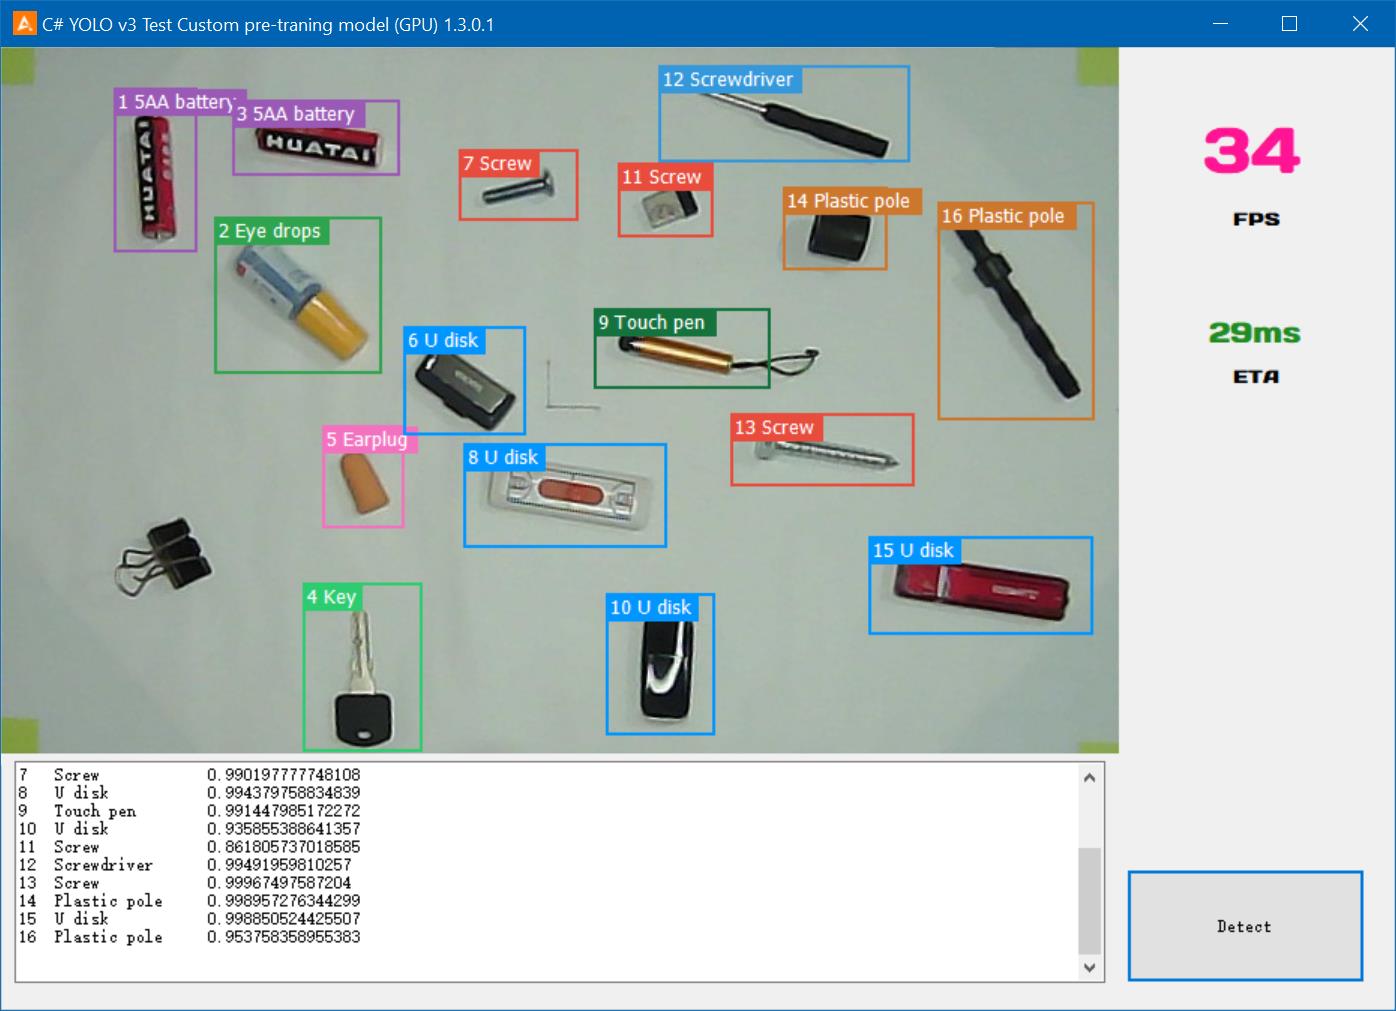 C# YOLO v3 Test Custom pre-traning model (GPU) 1.3.0.1
12 Screwdriver
1 5AA battery
3 5AA battery
HUATAI
HUATAI
7 Screw
11 Screw
14 Plastic pole
16 Plastic pole
2 Eye drops
9 Touch pen
6 U disk
13 Screw
5 Earplug
8 U disk
15 U disk
4 Key
10 U disk
34
FPS
29ms
ETA
7 Screw 0.990197777748108
8 U disk 0.994379758834839
9 Touch pen 0.991447985172272
10 U disk 0.935855388641357
11 Screw 0.861805737018585
12 Screwdriver 0.99491959810257
13 Screw 0.99967497587204
14 Plastic pole 0.998957276344299
15 U disk 0.998850524425507
16 Plastic pole 0.953758358955383
Detect